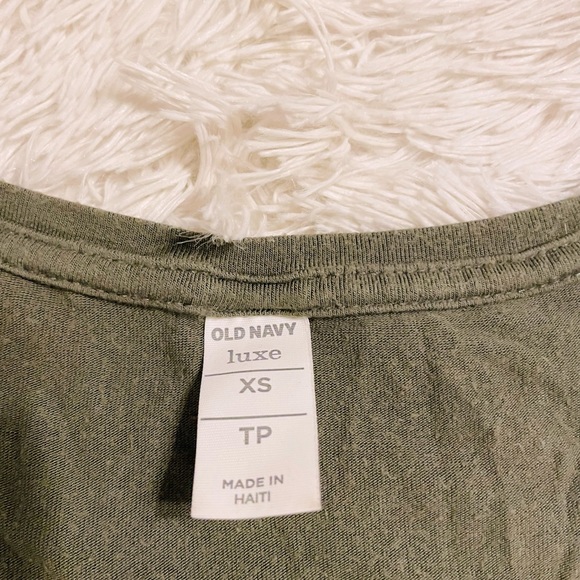 OLD NAVY
luxe
XS
TP
MADE IN
HAITI